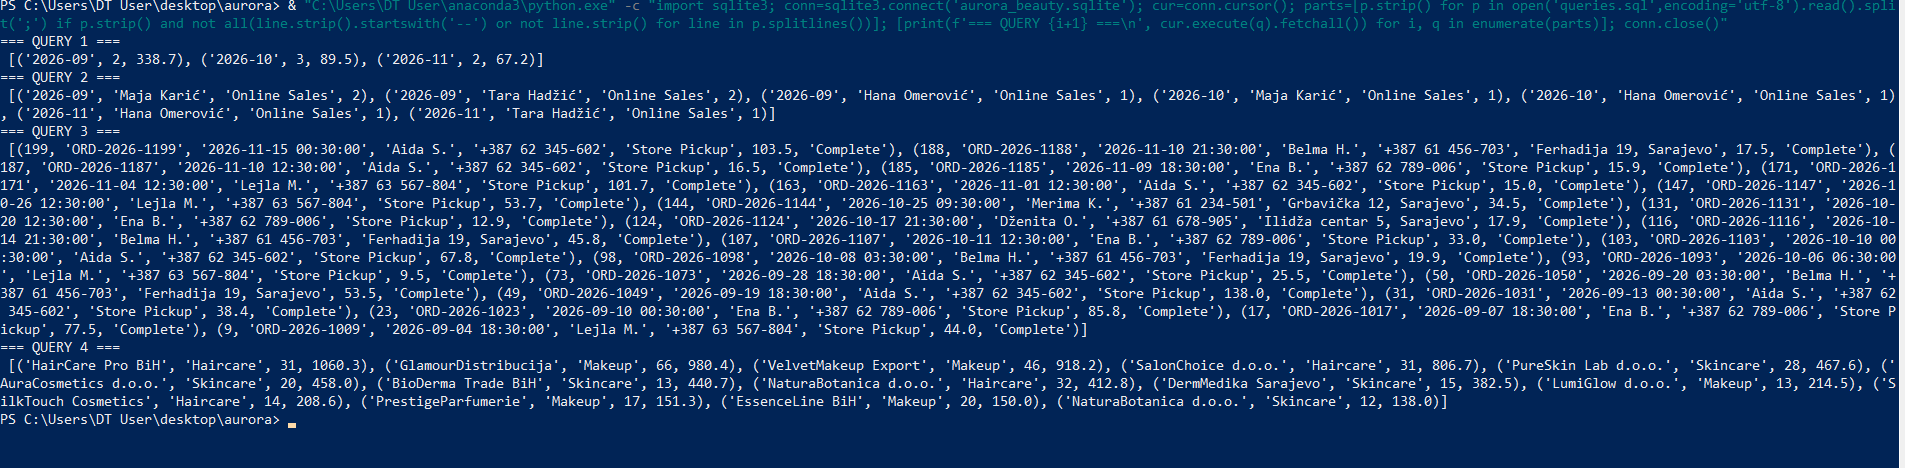 PS C:\Users\DT User\desktop\aurora> & "C:\Users\DT User\anaconda3\python.exe" -c "import sqlite3; conn=sqlite3.connect('aurora_beauty.sqlite'); cur=conn.cursor(); parts=[p.strip() for p in open('queries.sql',encoding='utf-8').read().spli
t(';') if p.strip() and not all(line.strip().startswith('--') or not line.strip() for line in p.splitlines())]; [print(f'=== QUERY {i+1} ===\n', cur.execute(q).fetchall()) for i, q in enumerate(parts)]; conn.close()"
=== QUERY 1 ===
[('2026-09', 2, 338.7), ('2026-10', 3, 89.5), ('2026-11', 2, 67.2)]
=== QUERY 2 ===
[('2026-09', 'Maja Karić', 'Online Sales', 2), ('2026-09', 'Tara Hadžić', 'Online Sales', 2), ('2026-09', 'Hana Omerović', 'Online Sales', 1), ('2026-10', 'Maja Karić', 'Online Sales', 1), ('2026-10', 'Hana Omerović', 'Online Sales', 1)
, ('2026-11', 'Hana Omerović', 'Online Sales', 1), ('2026-11', 'Tara Hadžić', 'Online Sales', 1)]
=== QUERY 3 ===
[(199, 'ORD-2026-1199', '2026-11-15 00:30:00', 'Aida S.', '+387 62 345-602', 'Store Pickup', 103.5, 'Complete'), (188, 'ORD-2026-1188', '2026-11-10 21:30:00', 'Belma H.', '+387 61 456-703', 'Ferhadija 19, Sarajevo', 17.5, 'Complete'), (
187, 'ORD-2026-1187', '2026-11-10 12:30:00', 'Aida S.', '+387 62 345-602', 'Store Pickup', 16.5, 'Complete'), (185, 'ORD-2026-1185', '2026-11-09 18:30:00', 'Ena B.', '+387 62 789-006', 'Store Pickup', 15.9, 'Complete'), (171, 'ORD-2026-1
171', '2026-11-04 12:30:00', 'Lejla M.', '+387 63 567-804', 'Store Pickup', 101.7, 'Complete'), (163, 'ORD-2026-1163', '2026-11-01 12:30:00', 'Aida S.', '+387 62 345-602', 'Store Pickup', 15.0, 'Complete'), (147, 'ORD-2026-1147', '2026-1
0-26 12:30:00', 'Lejla M.', '+387 63 567-804', 'Store Pickup', 53.7, 'Complete'), (144, 'ORD-2026-1144', '2026-10-25 09:30:00', 'Merima K.', '+387 61 234-501', 'Grbavička 12, Sarajevo', 34.5, 'Complete'), (131, 'ORD-2026-1131', '2026-10-
20 12:30:00', 'Ena B.', '+387 62 789-006', 'Store Pickup', 12.9, 'Complete'), (124, 'ORD-2026-1124', '2026-10-17 21:30:00', 'Dženita O.', '+387 61 678-905', 'Ilidža centar 5, Sarajevo', 17.9, 'Complete'), (116, 'ORD-2026-1116', '2026-10-
14 21:30:00', 'Belma H.', '+387 61 456-703', 'Ferhadija 19, Sarajevo', 45.8, 'Complete'), (107, 'ORD-2026-1107', '2026-10-11 12:30:00', 'Ena B.', '+387 62 789-006', 'Store Pickup', 33.0, 'Complete'), (103, 'ORD-2026-1103', '2026-10-10 00
:30:00', 'Aida S.', '+387 62 345-602', 'Store Pickup', 67.8, 'Complete'), (98, 'ORD-2026-1098', '2026-10-08 03:30:00', 'Belma H.', '+387 61 456-703', 'Ferhadija 19, Sarajevo', 19.9, 'Complete'), (93, 'ORD-2026-1093', '2026-10-06 06:30:00
', 'Lejla M.', '+387 63 567-804', 'Store Pickup', 9.5, 'Complete'), (73, 'ORD-2026-1073', '2026-09-28 18:30:00', 'Aida S.', '+387 62 345-602', 'Store Pickup', 25.5, 'Complete'), (50, 'ORD-2026-1050', '2026-09-20 03:30:00', 'Belma H.', '+
387 61 456-703', 'Ferhadija 19, Sarajevo', 53.5, 'Complete'), (49, 'ORD-2026-1049', '2026-09-19 18:30:00', 'Aida S.', '+387 62 345-602', 'Store Pickup', 138.0, 'Complete'), (31, 'ORD-2026-1031', '2026-09-13 00:30:00', 'Aida S.', '+387 62
345-602', 'Store Pickup', 38.4, 'Complete'), (23, 'ORD-2026-1023', '2026-09-10 00:30:00', 'Ena B.', '+387 62 789-006', 'Store Pickup', 85.8, 'Complete'), (17, 'ORD-2026-1017', '2026-09-07 18:30:00', 'Ena B.', '+387 62 789-006', 'Store P
ickup', 77.5, 'Complete'), (9, 'ORD-2026-1009', '2026-09-04 18:30:00', 'Lejla M.', '+387 63 567-804', 'Store Pickup', 44.0, 'Complete')]
=== QUERY 4 ===
[('HairCare Pro BiH', 'Haircare', 31, 1060.3), ('GlamourDistribucija', 'Makeup', 66, 980.4), ('VelvetMakeup Export', 'Makeup', 46, 918.2), ('SalonChoice d.o.o.', 'Haircare', 31, 806.7), ('PureSkin Lab d.o.o.', 'Skincare', 28, 467.6), ('
AuraCosmetics d.o.o.', 'Skincare', 20, 458.0), ('BioDerma Trade BiH', 'Skincare', 13, 440.7), ('NaturaBotanica d.o.o.', 'Haircare', 32, 412.8), ('DermMedika Sarajevo', 'Skincare', 15, 382.5), ('LumiGlow d.o.o.', 'Makeup', 13, 214.5), ('S
ilkTouch Cosmetics', 'Haircare', 14, 208.6), ('PrestigeParfumerie', 'Makeup', 17, 151.3), ('EssenceLine BiH', 'Makeup', 20, 150.0), ('NaturaBotanica d.o.o.', 'Skincare', 12, 138.0)]
PS C:\Users\DT User\desktop\aurora>